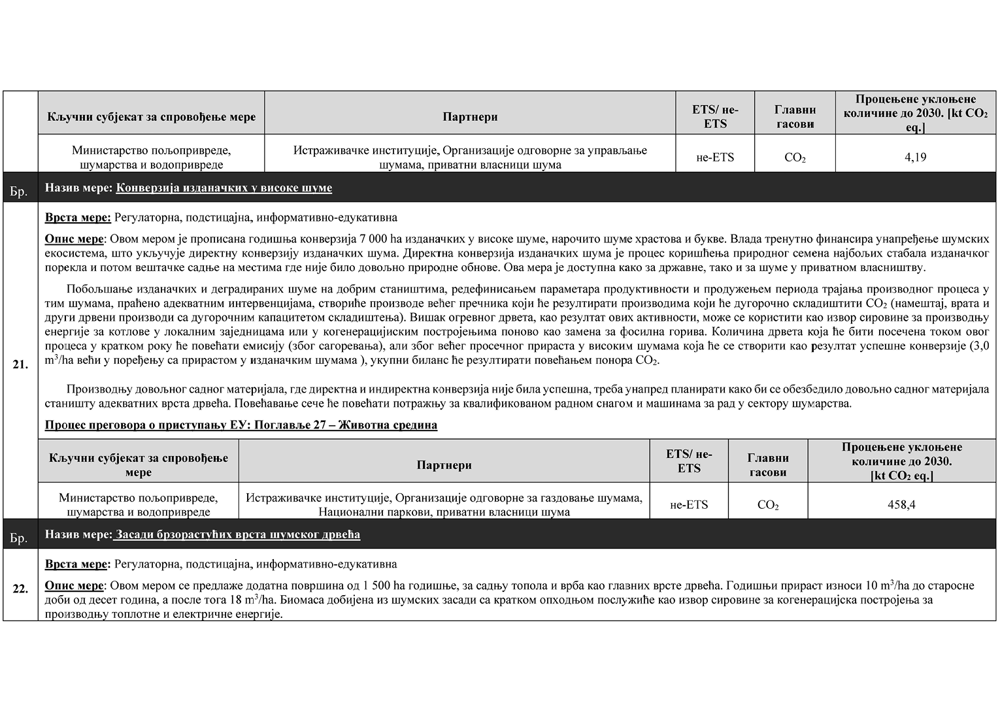 Кључни субјекат за спровођење мере
Партнери
ETS/ не-
ETS
Главни
гасови
Процењене уклоњене
количине до 2030. [kt CO₂
eq.]
Министарство пољопривреде,
шумарства и водопривреде
Истраживачке институције, Организације одговорне за управљање
шумама, приватни власници шума
не-ETS
CO₂
4,19
Бр.
Назив мере: Конверзија изданачких у високе шуме
21.
Врста мере: Регулаторна, подстицајна, информативно-едукативна
Опис мере: Овом мером је прописана годишња конверзија 7 000 ha изданачких у високе шуме, нарочито шуме храстова и букве. Влада тренутно финансира унапређење шумских
екосистема, што укључује директну конверзију изданачких шума. Директна конверзија изданачких шума је процес коришћења природног семена најбољих стабала изданачког
порекла и потом вештачке садње на местима где није било довољно природне обнове. Ова мера је доступна како за државне, тако и за шуме у приватном власништву.
Побољшање изданачких и деградираних шуме на добрим стаништима, редефинисањем параметара продуктивности и продужењем периода трајања производног процеса у
тим шумама, праћено адекватним интервенцијама, створиће производе већег пречника који ће резултирати производима који ће дугорочно складиштити CO₂ (намештај, врата и
други дрвени производи са дугорочним капацитетом складиштења). Вишак огревног дрвета, као резултат ових активности, може се користити као извор сировине за производњу
енергије за котлове у локалним заједницама или у когенерацијиским постројењима поново као замена за фосилна горива. Количина дрвета која ће бити посечена током овог
процеса у кратком року ће повећати емисију (због сагоревања), али због већег просечног прираста у високим шумама која ће се створити као резултат успешне конверзије (3,0
m³/ha већи у поређењу са прирастом у изданачким шумама ), укупни биланс ће резултирати повећањем понора CO₂.
Производњу довољног садног материјала, где директна и индиректна конверзија није била успешна, треба унапред планирати како би се обезбедило довољно садног материјала
станишту адекватних врста дрвећа. Повећавање сече ће повећати потражњу за квалификованом радном снагом и машинама за рад у сектору шумарства.
Процес преговора о приступању ЕУ: Поглавље 27 – Животна средина
Кључни субјекат за спровођење
мере
Партнери
ETS/ не-
ETS
Главни
гасови
Процењене уклоњене
количине до 2030.
[kt CO₂ eq.]
Министарство пољопривреде,
шумарства и водопривреде
Истраживачке институције, Организације одговорне за газдовање шумама,
Национални паркови, приватни власници шума
не-ETS
CO₂
458,4
Бр.
Назив мере: Засади брзорастућих врста шумског дрвећа
22.
Врста мере: Регулаторна, подстицајна, информативно-едукативна
Опис мере: Овом мером се предлаже додатна површина од 1 500 ha годишње, за садњу топола и врба као главних врсте дрвећа. Годишњи прираст износи 10 m³/ha до старосне
доби од десет година, а после тога 18 m³/ha. Биомаса добијена из шумских засади са кратком опходњом послужиће као извор сировине за когенерацијска постројења за
производњу топлотне и електричне енергије.